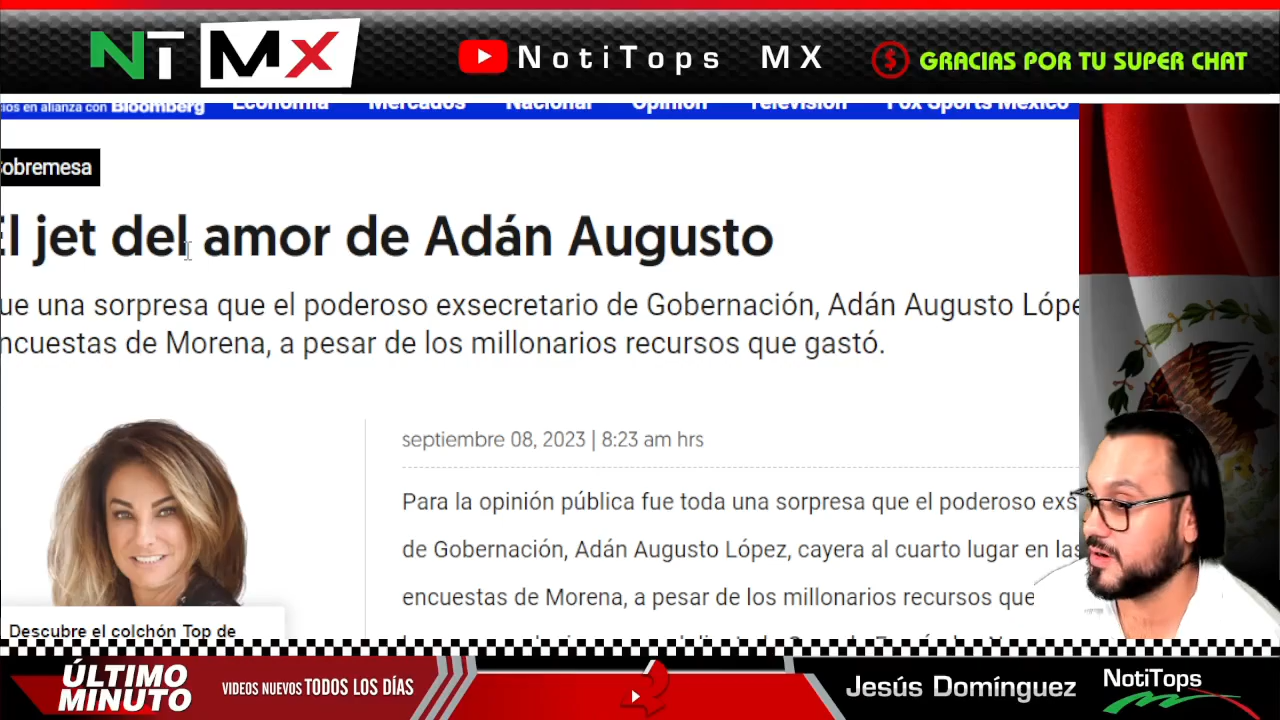 NT MX
NotiTops MX
GRACIAS POR TU SUPER CHAT
ios en alianza con Bloomberg
Economía Mercados Nacional Opinión Televisión Fox Sports México
obremesa
El jet del amor de Adán Augusto
ue una sorpresa que el poderoso exsecretario de Gobernación, Adán Augusto Lópe
ncuestas de Morena, a pesar de los millonarios recursos que gastó.
septiembre 08, 2023 | 8:23 am hrs
Para la opinión pública fue toda una sorpresa que el poderoso exs
de Gobernación, Adán Augusto López, cayera al cuarto lugar en las
encuestas de Morena, a pesar de los millonarios recursos que
Descubre el colchón Top de
ÚLTIMO
MINUTO
VIDEOS NUEVOS TODOS LOS DÍAS
Jesús Domínguez
NotiTops